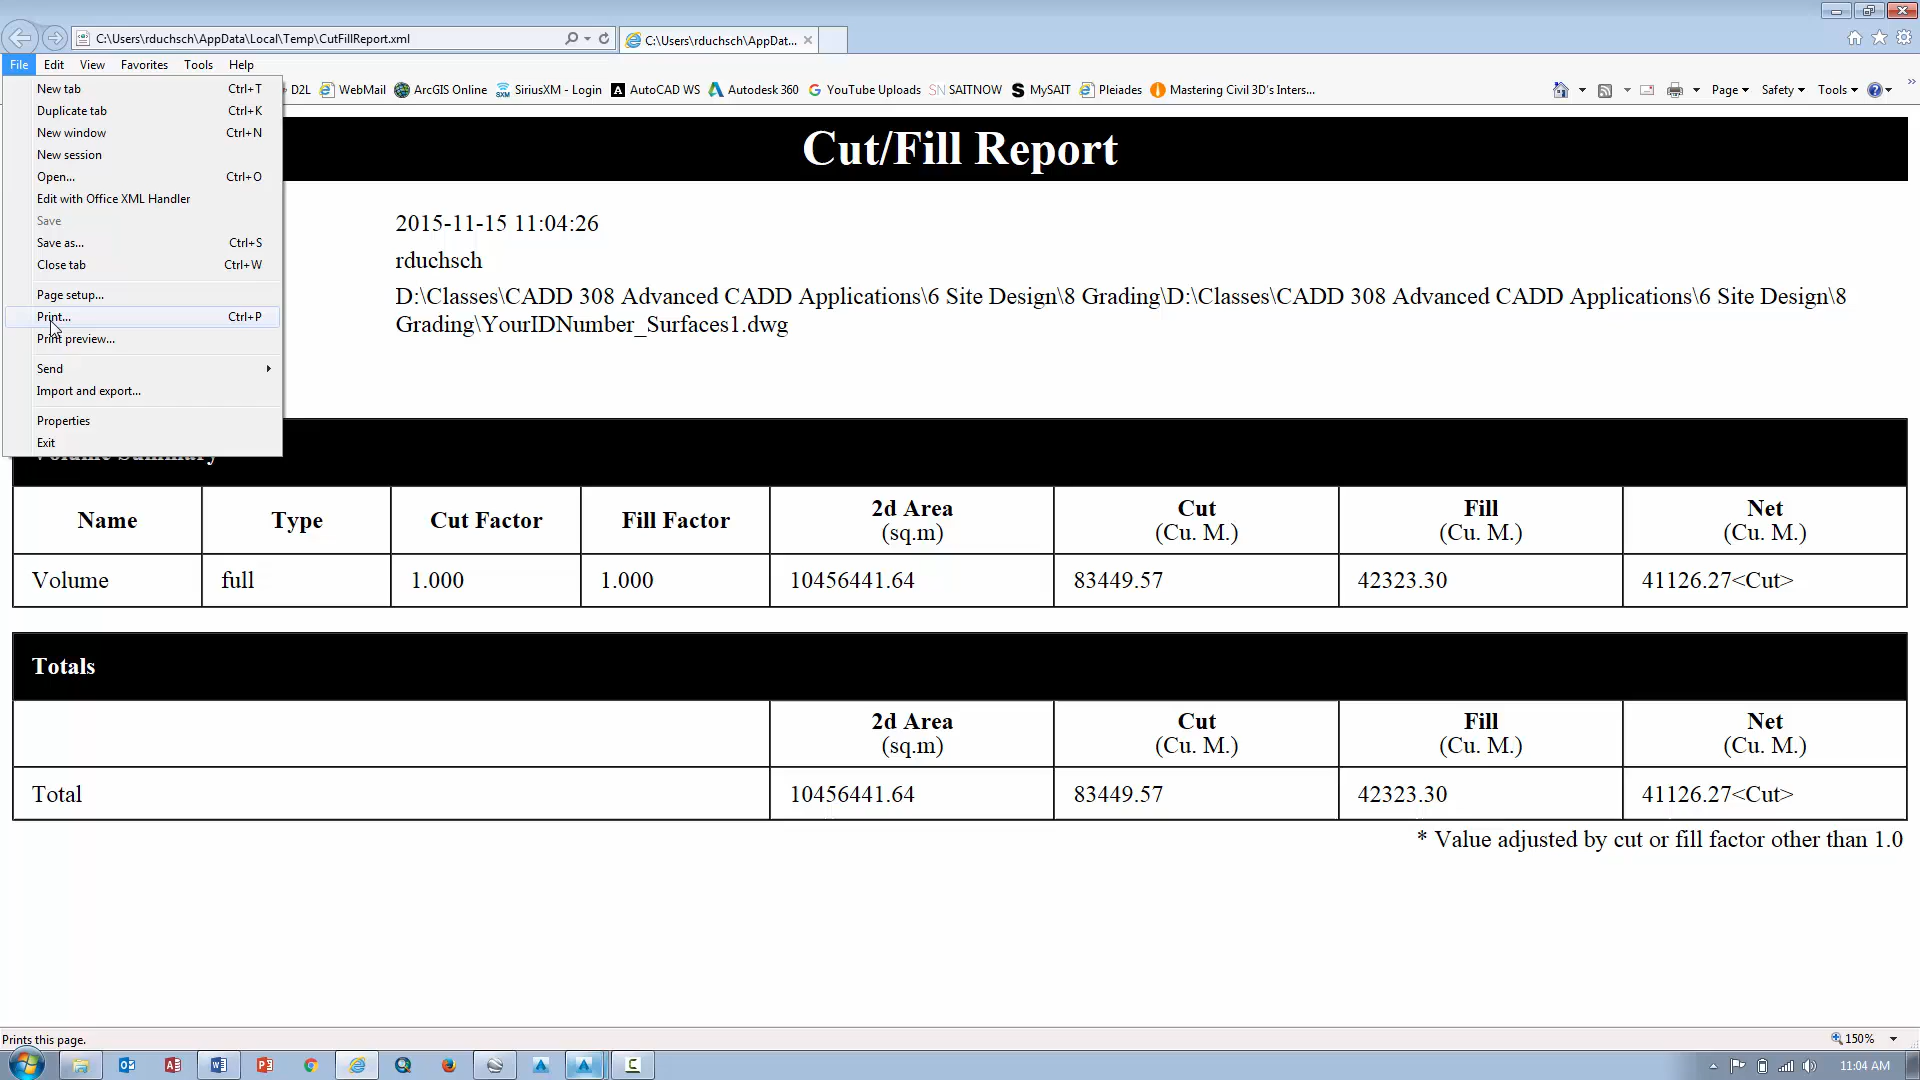 C:\Users\rduchsch\AppData\Local\Temp\CutFillReport.xml
C:\Users\rduchsch\AppDat...
File Edit View Favorites Tools Help
D2L WebMail ArcGIS Online SiriusXM - Login AutoCAD WS Autodesk 360 YouTube Uploads SAITNOW MySAIT Pleiades Mastering Civil 3D's Inters... Page Safety Tools
New tab Ctrl+T
Duplicate tab Ctrl+K
New window Ctrl+N
New session
Open... Ctrl+O
Edit with Office XML Handler
Save
Save as... Ctrl+S
Close tab Ctrl+W
Page setup...
Print... Ctrl+P
Print preview...
Send
Import and export...
Properties
Exit
Cut/Fill Report
2015-11-15 11:04:26
rduchsch
D:\Classes\CADD 308 Advanced CADD Applications\6 Site Design\8 Grading\D:\Classes\CADD 308 Advanced CADD Applications\6 Site Design\8
Grading\YourIDNumber_Surfaces1.dwg
Volume Summary
Name Type Cut Factor Fill Factor 2d Area Cut Fill Net
(sq.m) (Cu. M.) (Cu. M.) (Cu. M.)
Volume full 1.000 1.000 10456441.64 83449.57 42323.30 41126.27<Cut>
Totals
2d Area Cut Fill Net
(sq.m) (Cu. M.) (Cu. M.) (Cu. M.)
Total 10456441.64 83449.57 42323.30 41126.27<Cut>
* Value adjusted by cut or fill factor other than 1.0
Prints this page.
150%
11:04 AM